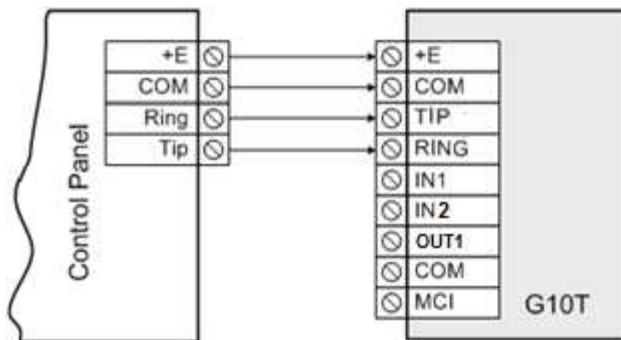 +E
COM
Ring
Tip
Control Panel
+E
COM
TIP
RING
IN1
IN2
OUT1
COM
MCI
G10T